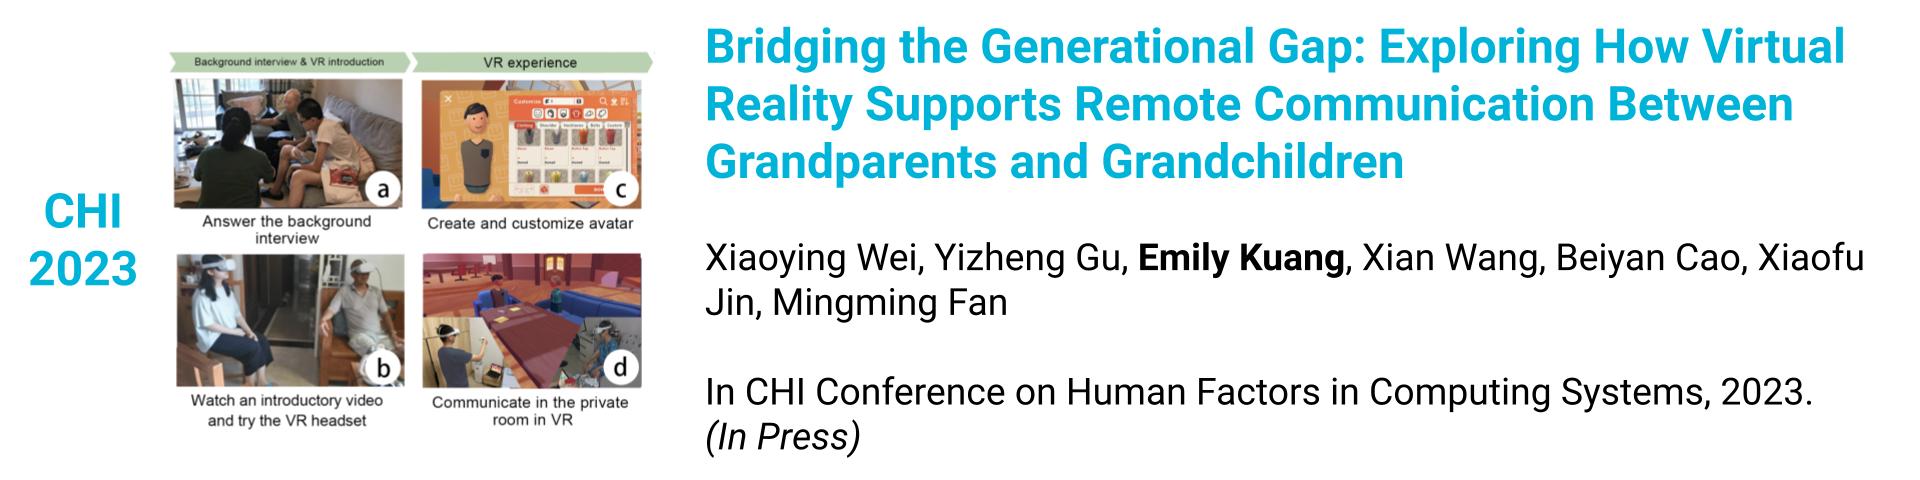 CHI
2023
Background interview & VR introduction
VR experience
Customize
a
c
Answer the background
interview
Create and customize avatar
b
d
Watch an introductory video
and try the VR headset
Communicate in the private
room in VR
Bridging the Generational Gap: Exploring How Virtual
Reality Supports Remote Communication Between
Grandparents and Grandchildren
Xiaoying Wei, Yizheng Gu, Emily Kuang, Xian Wang, Beiyan Cao, Xiaofu
Jin, Mingming Fan
In CHI Conference on Human Factors in Computing Systems, 2023.
(In Press)